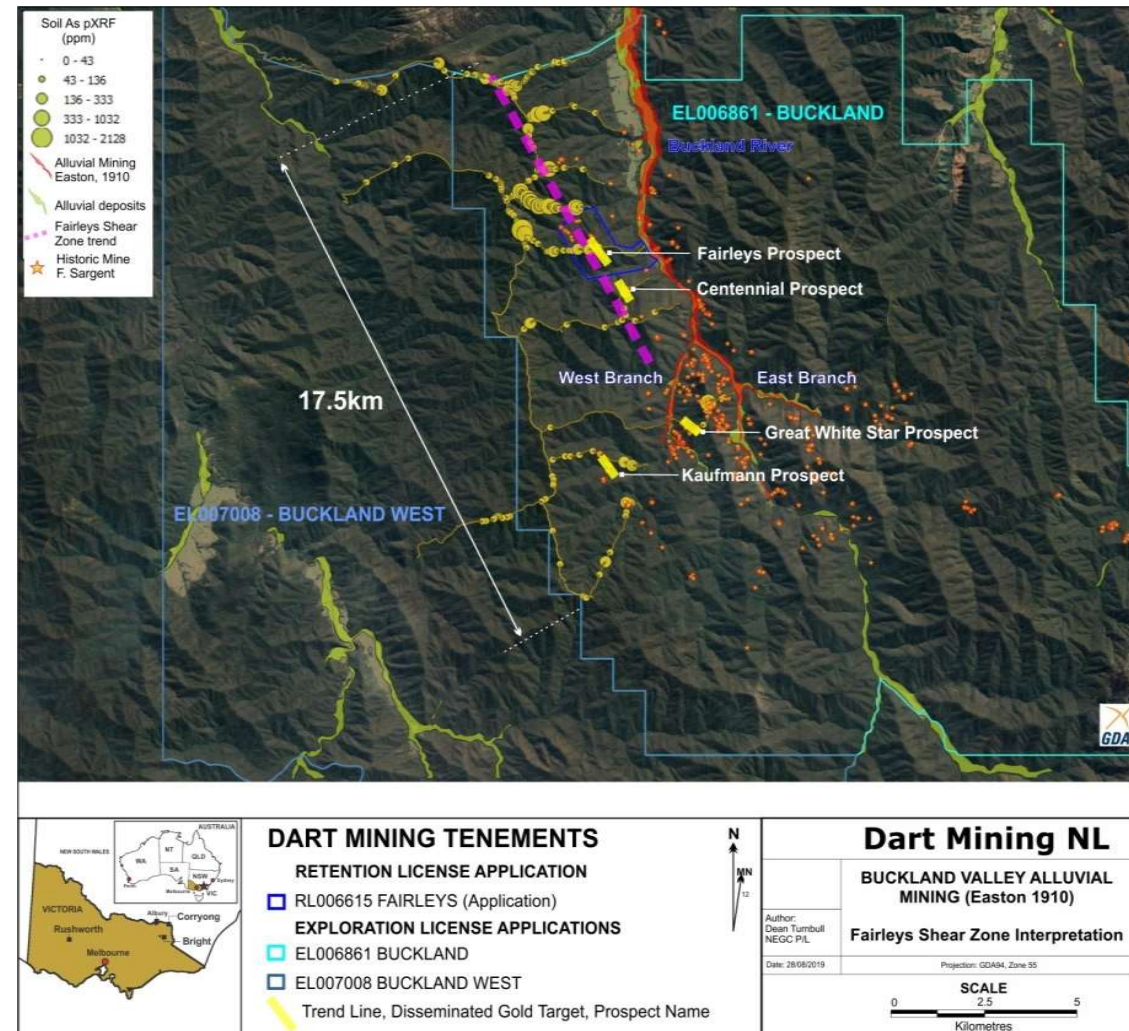 Soil As pXRF
(ppm)
0 - 43
43 - 136
136 - 333
333 - 1032
1032 - 2128
Alluvial Mining
Easton, 1910
Alluvial deposits
Fairleys Shear
Zone trend
Historic Mine
F. Sargent
EL006861 - BUCKLAND
Buckland River
Fairleys Prospect
Centennial Prospect
West Branch
East Branch
17.5km
Great White Star Prospect
Kaufmann Prospect
EL007008 - BUCKLAND WEST
GDA
NEW SOUTH WALES
AUSTRALIA
NT
QLD
WA
SA
NSW
Perth
Sydney
Melbourne
VIC
VICTORIA
Albury
Corryong
Rushworth
Bright
Melbourne
DART MINING TENEMENTS
RETENTION LICENSE APPLICATION
RL006615 FAIRLEYS (Application)
EXPLORATION LICENSE APPLICATIONS
EL006861 BUCKLAND
EL007008 BUCKLAND WEST
Trend Line, Disseminated Gold Target, Prospect Name
N
MN
12
Dart Mining NL
BUCKLAND VALLEY ALLUVIAL
MINING (Easton 1910)
Author:
Dean Turnbull
NEGC P/L
Fairleys Shear Zone Interpretation
Date: 28/08/2019
Projection: GDA94, Zone 55
SCALE
0 2.5 5
Kilometres